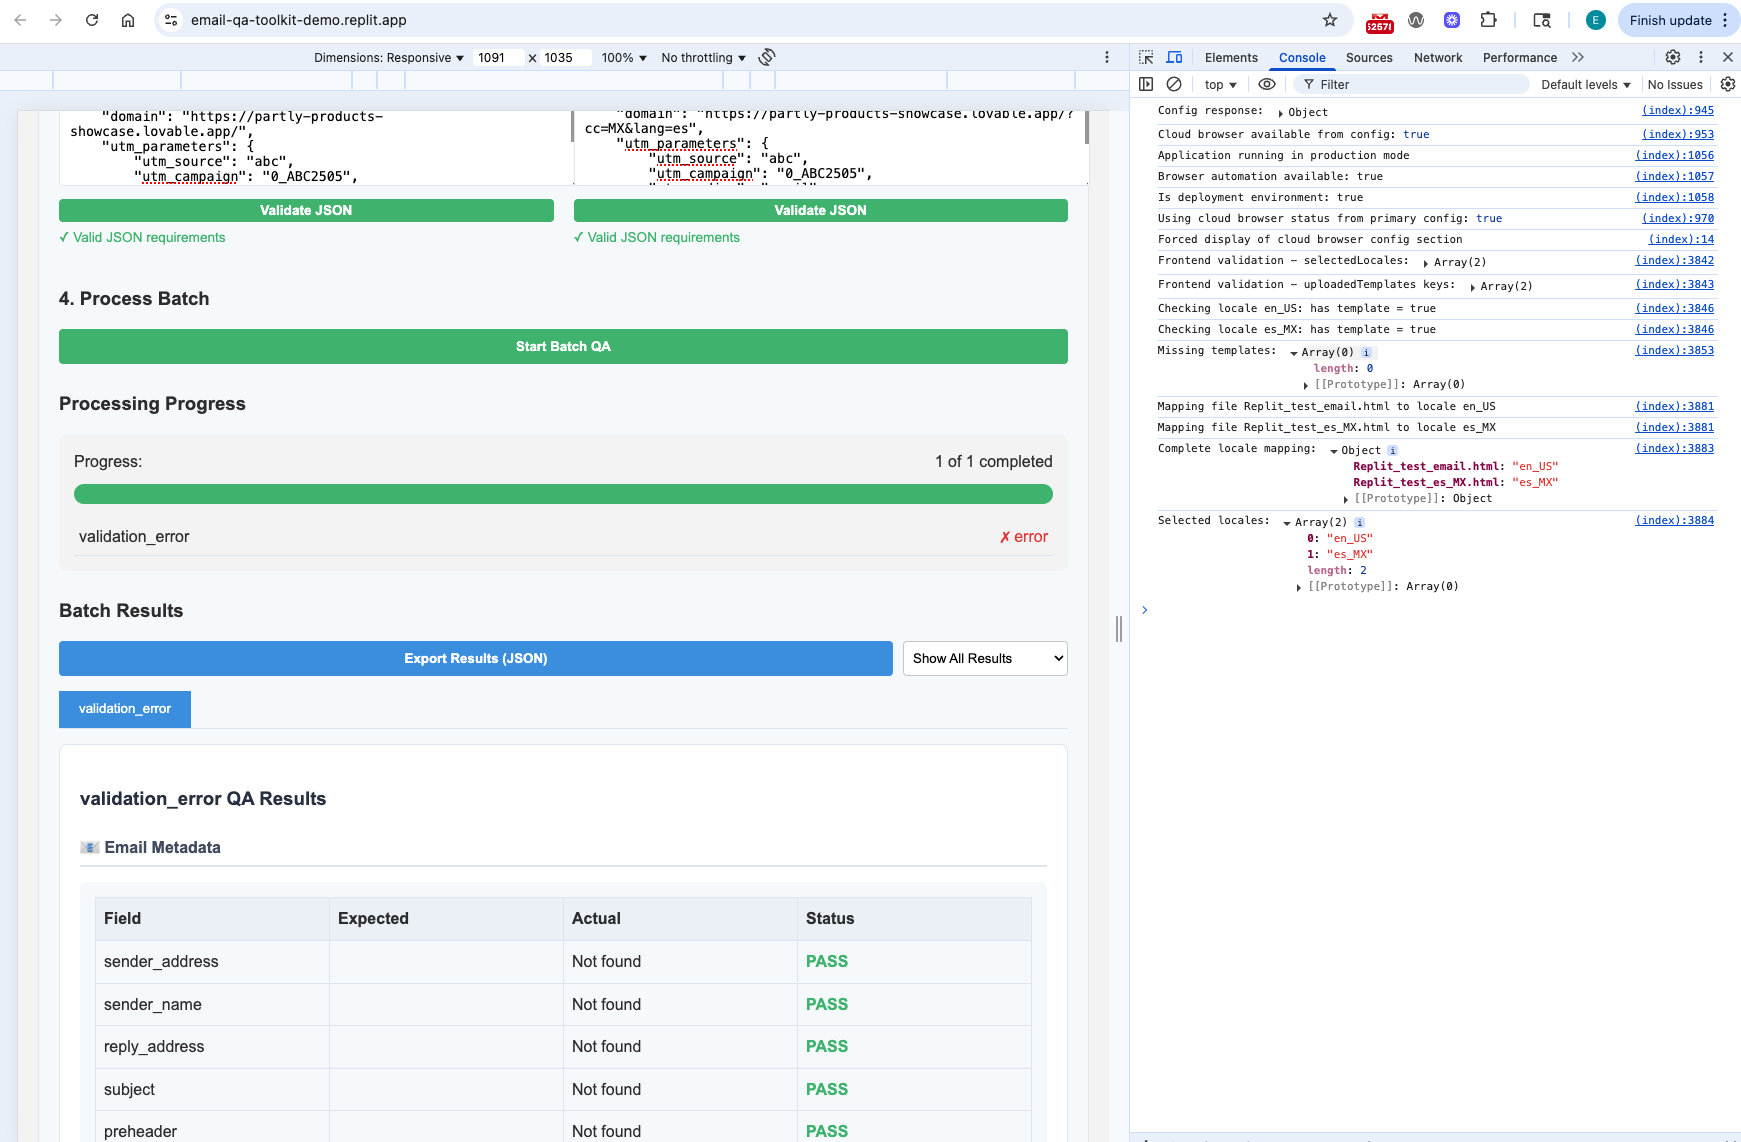 email-qa-toolkit-demo.replit.app
E
Finish update
Dimensions: Responsive 1091 × 1035 100% No throttling
"domain": "https://partly-products-
showcase.lovable.app/",
"utm_parameters": {
"utm_source": "abc",
"utm_campaign": "0_ABC2505",
"domain": "https://partly-products-showcase.lovable.app/?
cc=MX&lang=es",
"utm_parameters": {
"utm_source": "abc",
"utm_campaign": "0_ABC2505",
Validate JSON
Validate JSON
✓ Valid JSON requirements
✓ Valid JSON requirements
4. Process Batch
Start Batch QA
Processing Progress
Progress: 1 of 1 completed
validation_error ✗ error
Batch Results
Export Results (JSON)
Show All Results
validation_error
validation_error QA Results
Email Metadata
Field Expected Actual Status
sender_address Not found PASS
sender_name Not found PASS
reply_address Not found PASS
subject Not found PASS
preheader Not found PASS
Elements Console Sources Network Performance
top Filter Default levels No Issues
Config response: Object (index):945
Cloud browser available from config: true (index):953
Application running in production mode (index):1056
Browser automation available: true (index):1057
Is deployment environment: true (index):1058
Using cloud browser status from primary config: true (index):970
Forced display of cloud browser config section (index):14
Frontend validation – selectedLocales: Array(2) (index):3842
Frontend validation – uploadedTemplates keys: Array(2) (index):3843
Checking locale en_US: has template = true (index):3846
Checking locale es_MX: has template = true (index):3846
Missing templates: Array(0) i (index):3853
length: 0
[[Prototype]]: Array(0)
Mapping file Replit_test_email.html to locale en_US (index):3881
Mapping file Replit_test_es_MX.html to locale es_MX (index):3881
Complete locale mapping: Object i (index):3883
Replit_test_email.html: "en_US"
Replit_test_es_MX.html: "es_MX"
[[Prototype]]: Object
Selected locales: Array(2) i (index):3884
0: "en_US"
1: "es_MX"
length: 2
[[Prototype]]: Array(0)